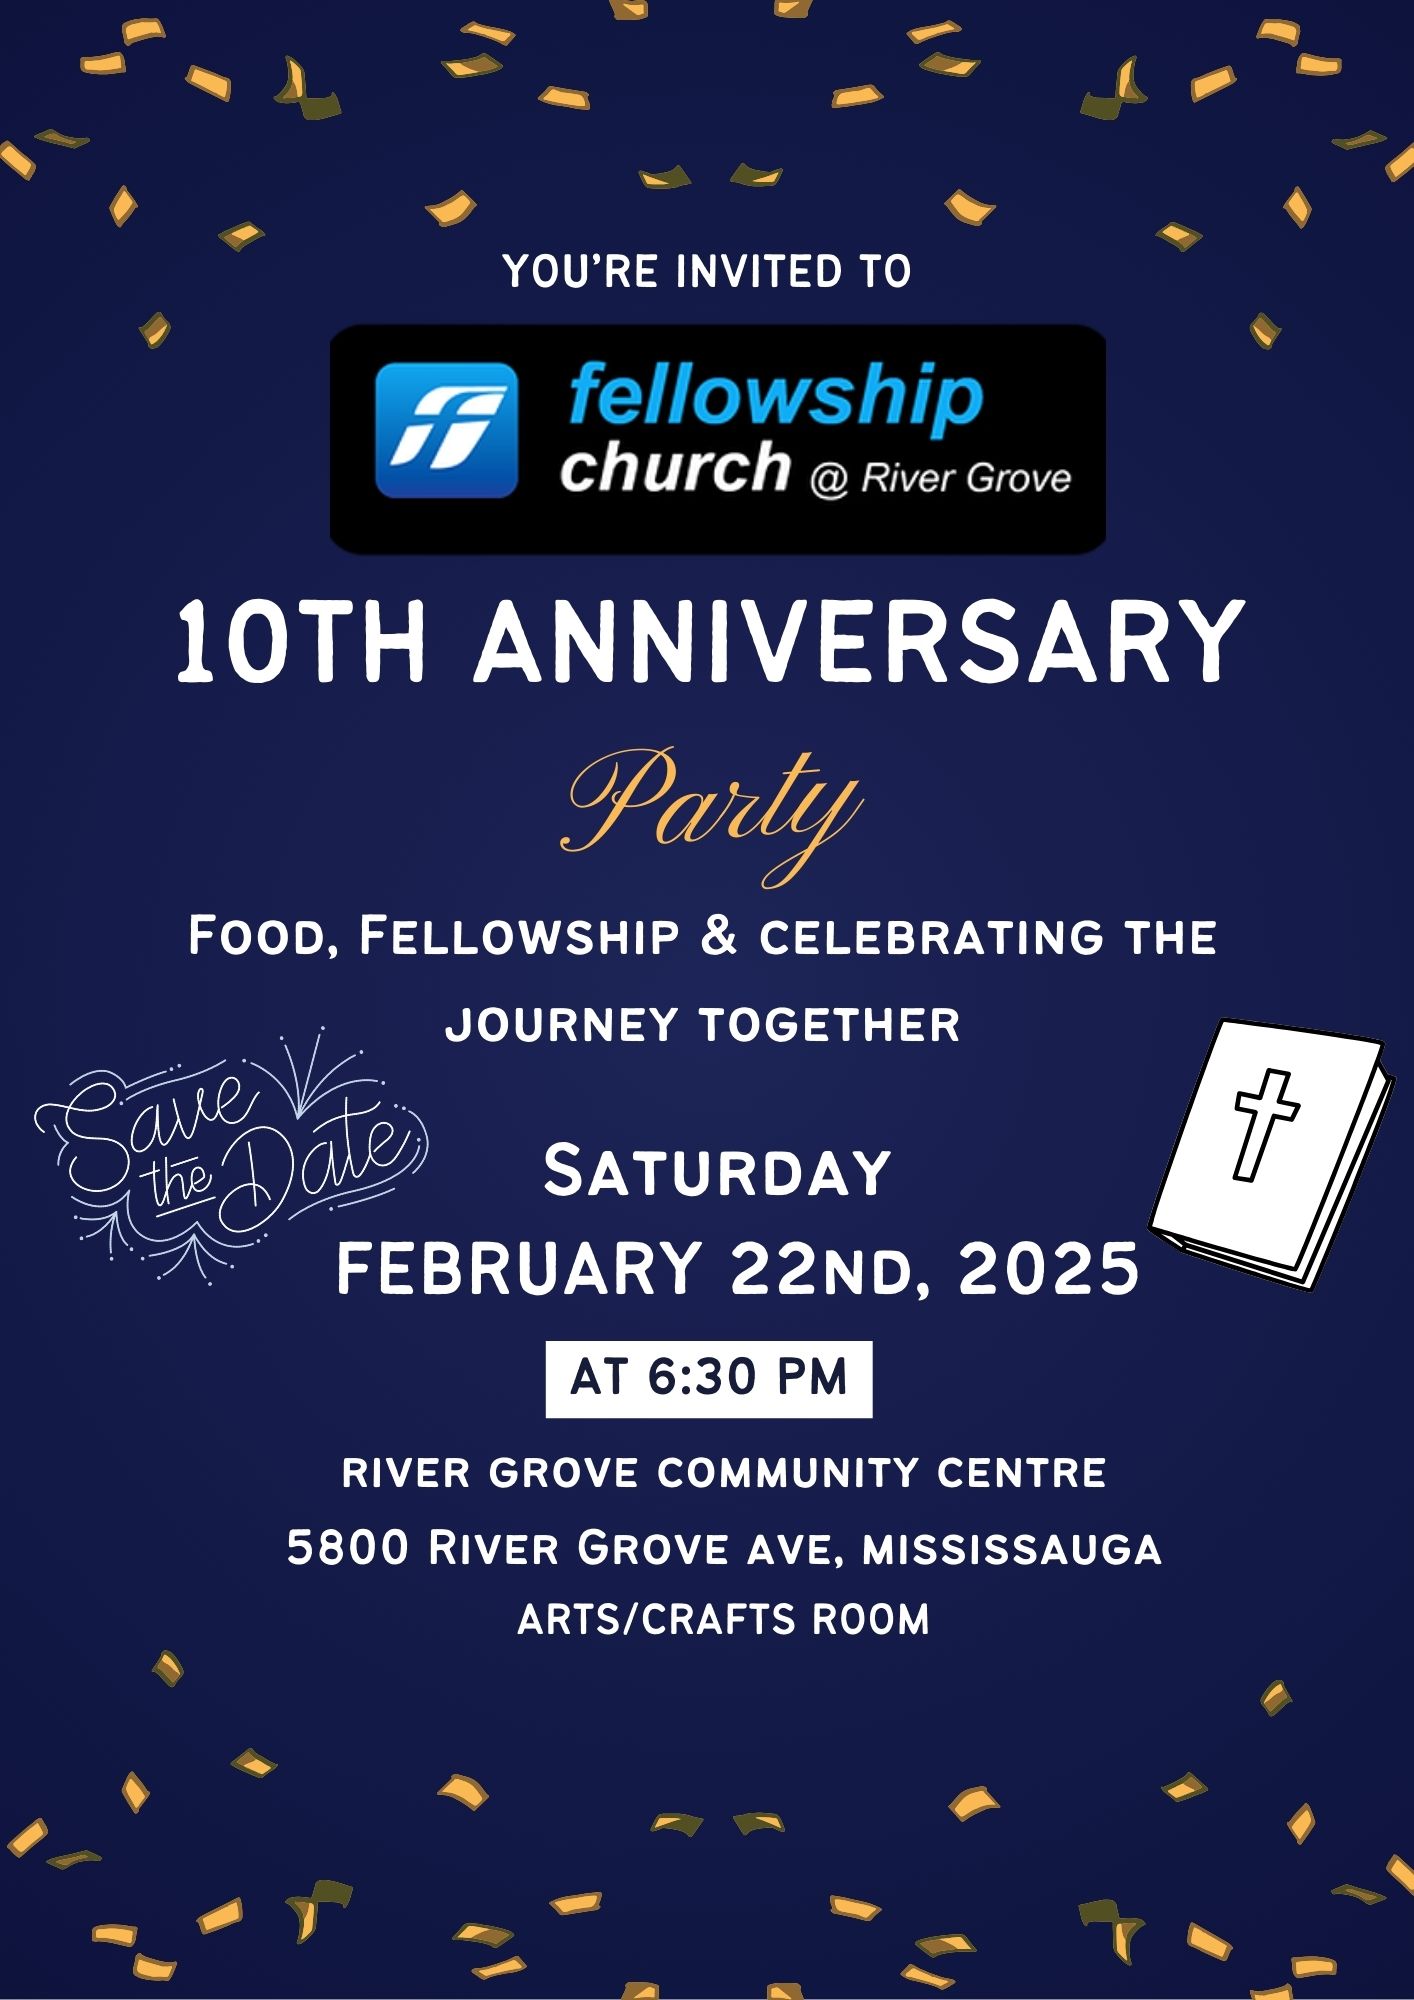 YOU'RE INVITED TO
fellowship
church @ River Grove
10TH ANNIVERSARY
Party
Food, Fellowship & celebrating the
journey together
Save
the Date
Saturday
FEBRUARY 22nd, 2025
AT 6:30 PM
river grove community centre
5800 River Grove ave, mississauga
ARTS/CRAFTS ROOM